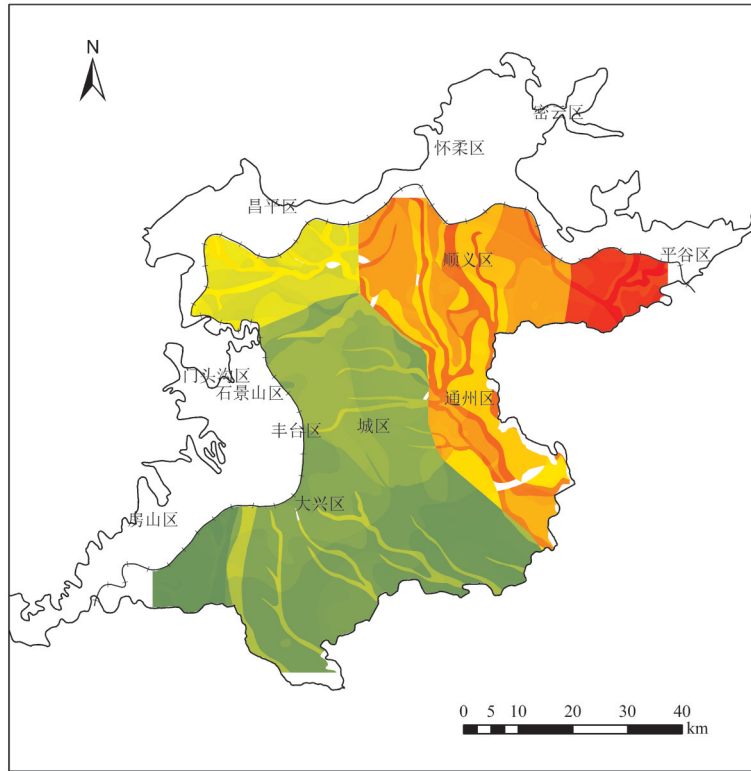 N
密云区
怀柔区
昌平区
平谷区
顺义区
门头沟区
石景山区
通州区
丰台区
城区
大兴区
房山区
0 5 10 20 30 40
km